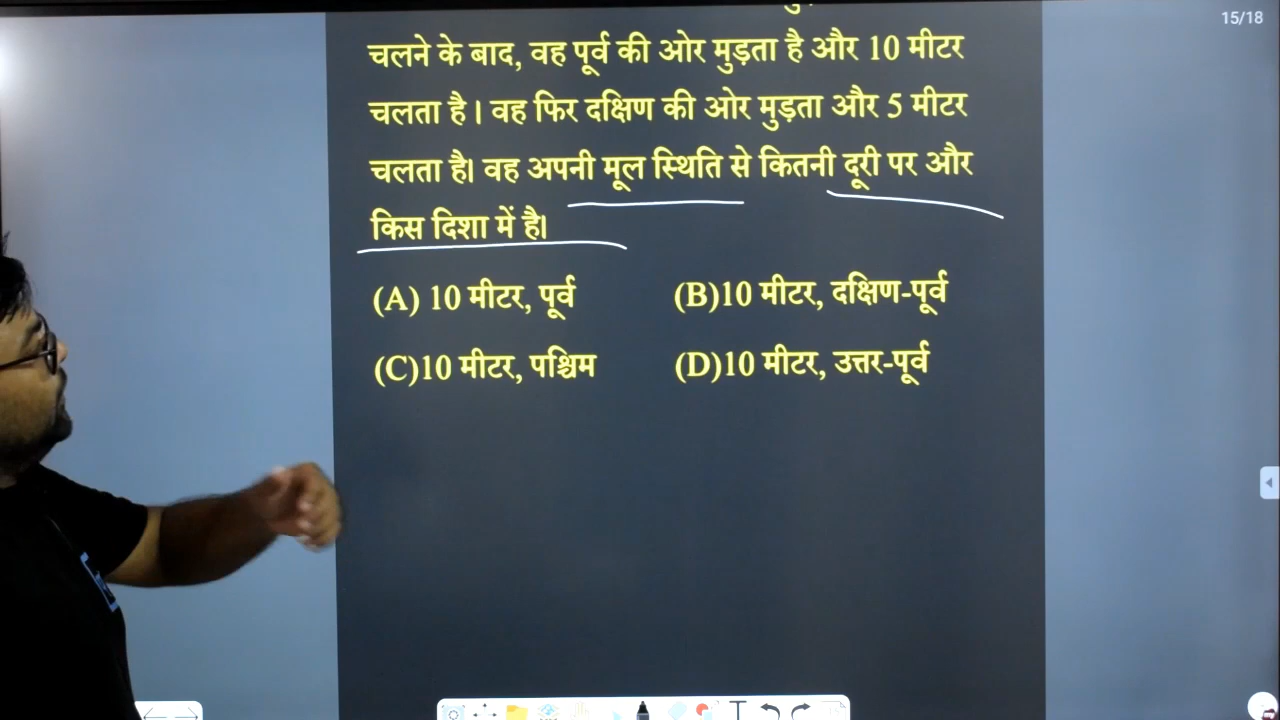 15/18
चलने के बाद, वह पूर्व की ओर मुड़ता है और 10 मीटर
चलता है। वह फिर दक्षिण की ओर मुड़ता और 5 मीटर
चलता है। वह अपनी मूल स्थिति से कितनी दूरी पर और
किस दिशा में है।
(A) 10 मीटर, पूर्व (B)10 मीटर, दक्षिण-पूर्व
(C)10 मीटर, पश्चिम (D)10 मीटर, उत्तर-पूर्व